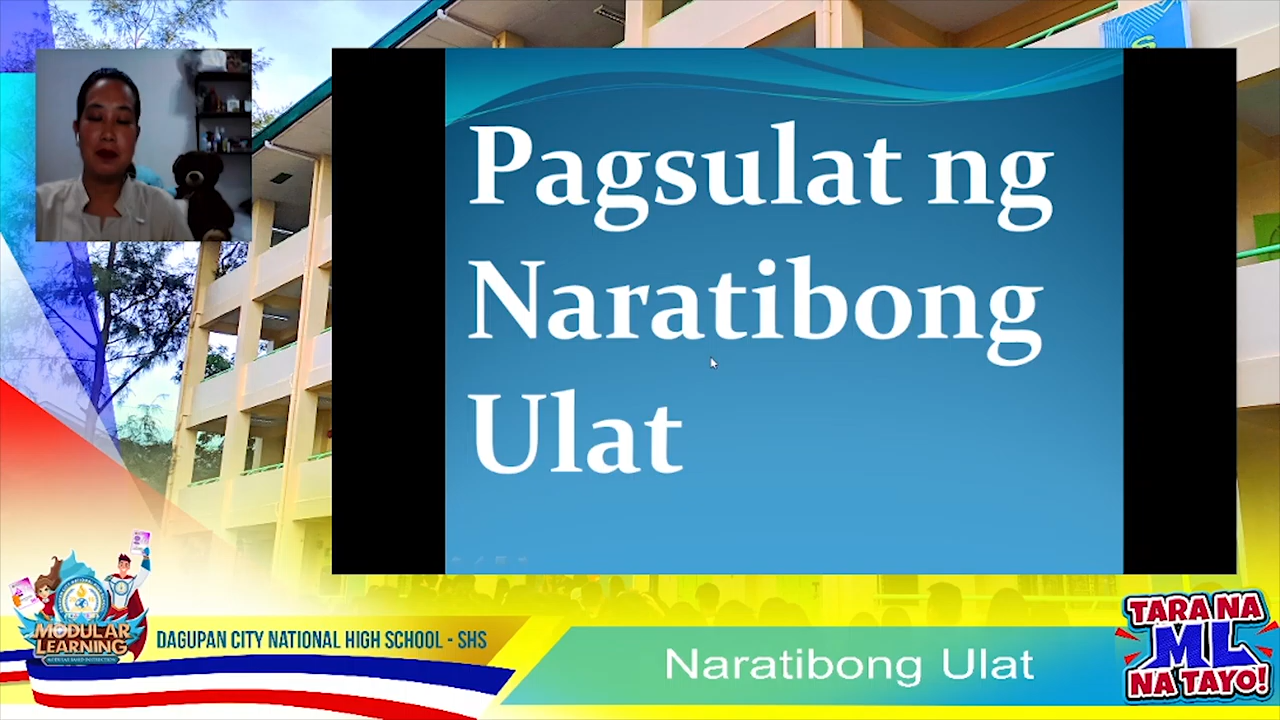 Pagsulat ng
Naratibong
Ulat
MODULAR
LEARNING
DAGUPAN CITY NATIONAL HIGH SCHOOL - SHS
Naratibong Ulat
TARA NA
ML
NA TAYO!